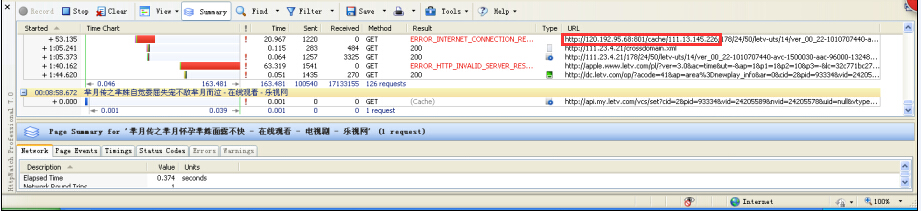 Record Stop Clear View Summary Find Filter Save Tools Help
Started Time Chart ! Time Sent Received Method Result Type URL
+ 53.135 20.967 1220 0 GET ERROR_INTERNET_CONNECTION_RE... http://120.192.95.68:801/cache/111.13.145.226/178/24/50/letv-uts/14/ver_00_22-1010707440-a...
+ 1:05.241 0.115 283 484 GET 200 http://111.23.4.21/crossdomain.xml
+ 1:05.373 0.064 1257 3325 GET 200 http://111.23.4.21/178/24/50/letv-uts/14/ver_00_22-1010707440-avc-1500030-aac-96000-13248...
+ 1:40.162 63.319 1541 0 GET ERROR_HTTP_INVALID_SERVER_RES... http://apple.www.letv.com/pl/?ver=3.0&ac=time&ut=-&ap=1&p1=1&p2=10&p3=-&lc=32c771bc27...
+ 1:44.620 0.051 1435 270 GET 200 http://dc.letv.com/op/?acode=41&ap=area%3Dnewplay_info&ar=0&cid=2&pid=93334&vid=24205...
0.046 163.481 163.481 100540 17133155 126 requests
00:08:58.672 芈月传之芈姝自荒委屈失宠不敌芈月而泣 - 在线观看 - 乐视网
+ 0.000 0.001 0 0 GET (Cache) http://api.my.letv.com/vcs/set?cid=2&pid=93334&vid=24205589&nvid=24205578&uid=null&vtype...
0.001 0.039 0.001 0 0 1 request
Page Summary for '芈月传之芈月怀孕芈姝面露不快 - 在线观看 - 电视剧 - 乐视网' (1 request)
Network Page Events Timings Status Codes Errors Warnings
Description Value Units
Elapsed Time 0.374 seconds
Network Round Trips 1
HttpWatch Professional 7.0
Internet 100%